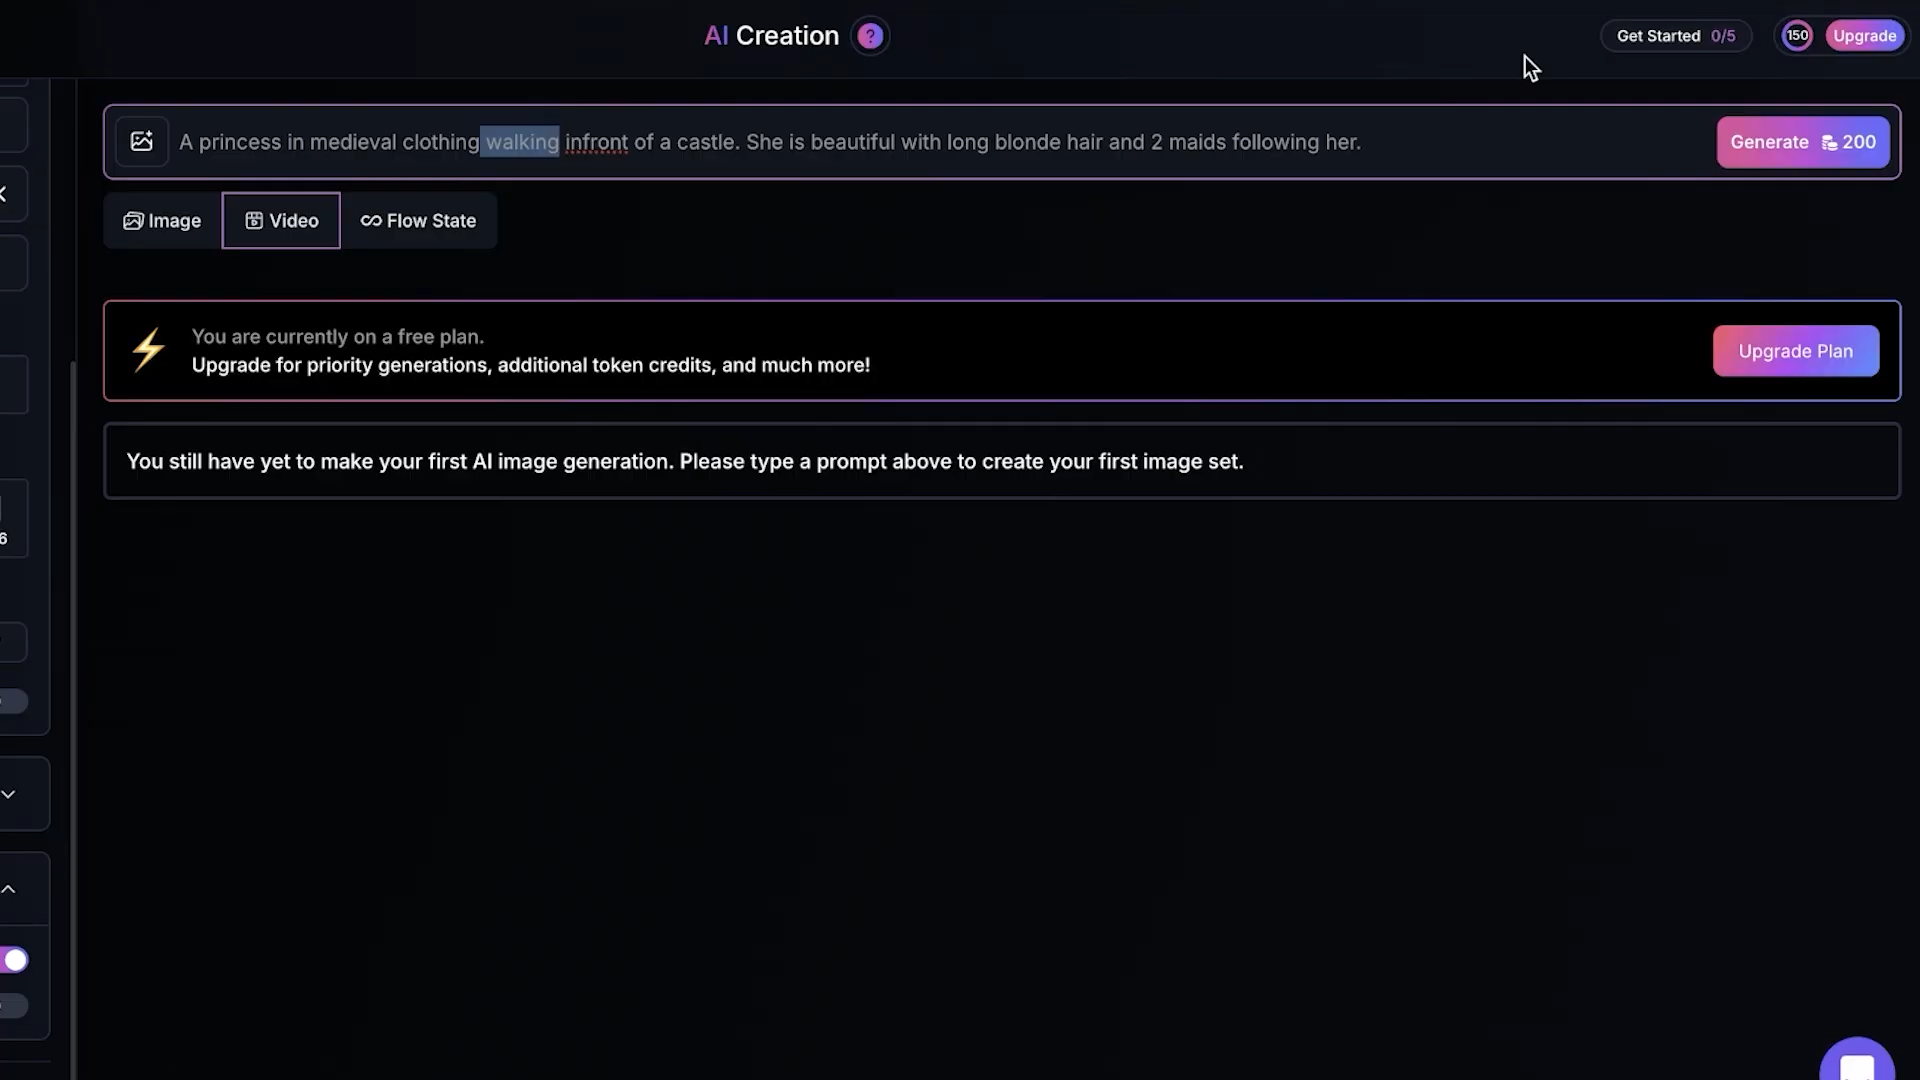 AI Creation ?
Get Started 0/5
150
Upgrade
A princess in medieval clothing walking infront of a castle. She is beautiful with long blonde hair and 2 maids following her.
Generate 200
Image
Video
Flow State
You are currently on a free plan.
Upgrade for priority generations, additional token credits, and much more!
Upgrade Plan
You still have yet to make your first AI image generation. Please type a prompt above to create your first image set.
6